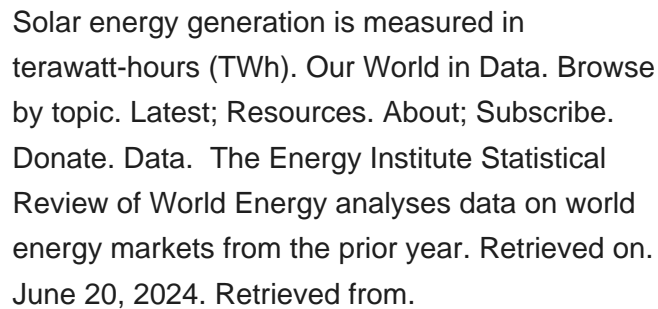 Solar energy generation is measured in
terawatt-hours (TWh). Our World in Data. Browse
by topic. Latest; Resources. About; Subscribe.
Donate. Data.  The Energy Institute Statistical
Review of World Energy analyses data on world
energy markets from the prior year. Retrieved on.
June 20, 2024. Retrieved from.